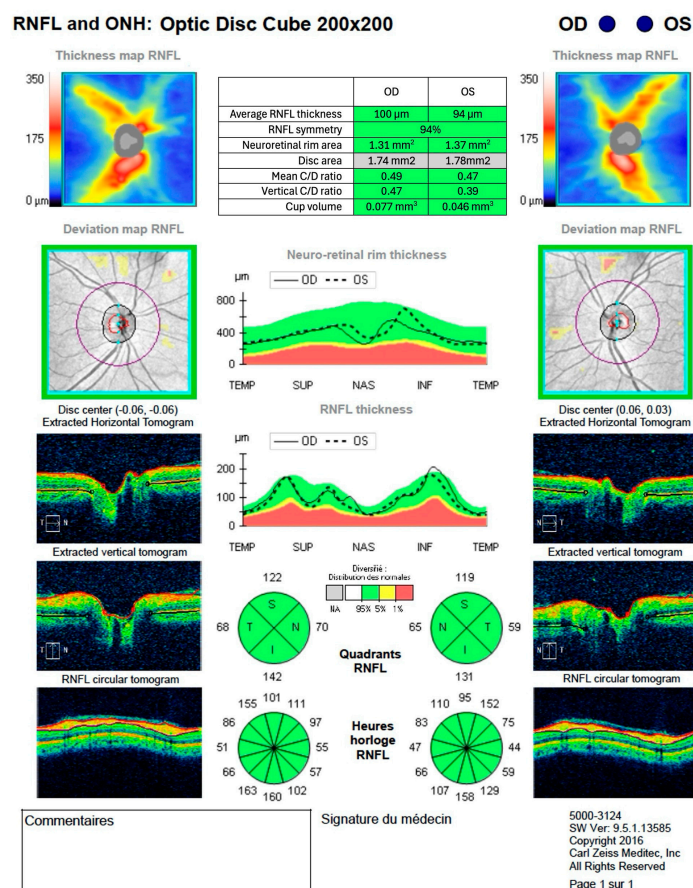 RNFL and ONH: Optic Disc Cube 200x200
OD OS
Thickness map RNFL
350
175
0 µm
OD OS
Average RNFL thickness 100 µm 94 µm
RNFL symmetry 94%
Neuroretinal rim area 1.31 mm² 1.37 mm²
Disc area 1.74 mm2 1.78mm2
Mean C/D ratio 0.49 0.47
Vertical C/D ratio 0.47 0.39
Cup volume 0.077 mm³ 0.046 mm³
Thickness map RNFL
350
175
0 µm
Deviation map RNFL
Disc center (-0.06, -0.06)
Extracted Horizontal Tomogram
T N
Extracted vertical tomogram
T N
RNFL circular tomogram
Neuro-retinal rim thickness
µm
OD OS
800
400
0
TEMP SUP NAS INF TEMP
RNFL thickness
µm
OD OS
200
100
0
TEMP SUP NAS INF TEMP
Diversifié :
Distribution des normales
NA 95% 5% 1%
122
S
68 T N 70
I
142
Quadrants
RNFL
119
S
65 N T 59
I
131
155 101 111
86 97
51 55
66 57
163 160 102
Heures
horloge
RNFL
110 95 152
83 75
47 44
66 59
107 158 129
Deviation map RNFL
Disc center (0.06, 0.03)
Extracted Horizontal Tomogram
N T
Extracted vertical tomogram
N T
RNFL circular tomogram
Commentaires
Signature du médecin
5000-3124
SW Ver: 9.5.1.13585
Copyright 2016
Carl Zeiss Meditec, Inc
All Rights Reserved
Page 1 sur 1